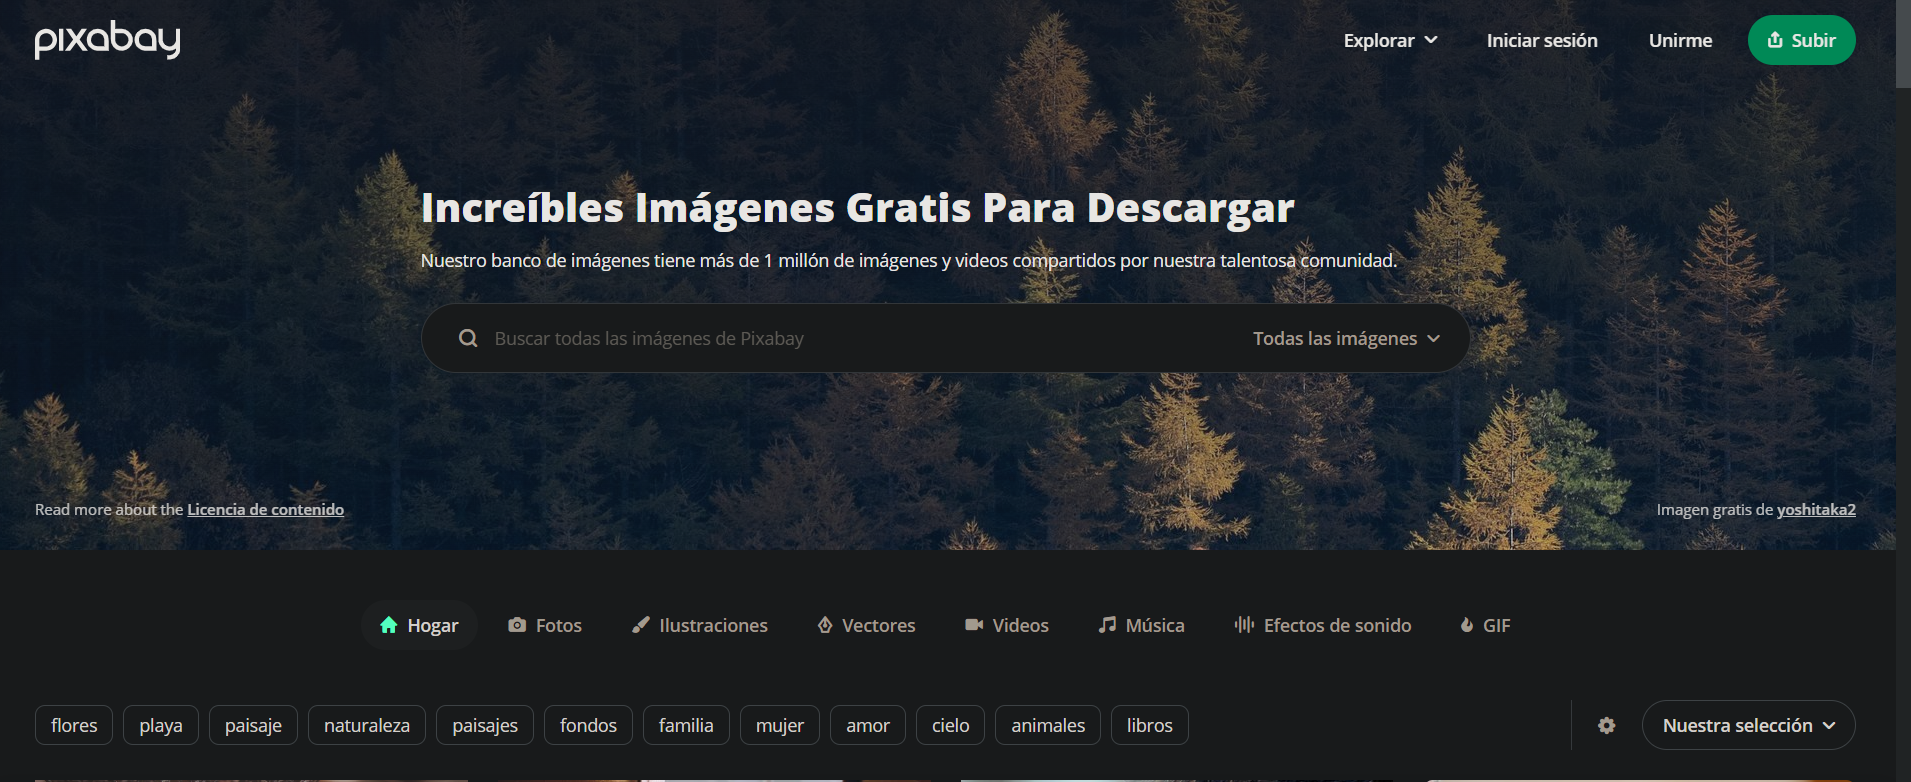 pixabay
Explorar
Iniciar sesión
Unirme
Subir
Increíbles Imágenes Gratis Para Descargar
Nuestro banco de imágenes tiene más de 1 millón de imágenes y videos compartidos por nuestra talentosa comunidad.
Buscar todas las imágenes de Pixabay
Todas las imágenes
Read more about the Licencia de contenido
Imagen gratis de yoshitaka2
Hogar
Fotos
Ilustraciones
Vectores
Videos
Música
Efectos de sonido
GIF
flores
playa
paisaje
naturaleza
paisajes
fondos
familia
mujer
amor
cielo
animales
libros
Nuestra selección